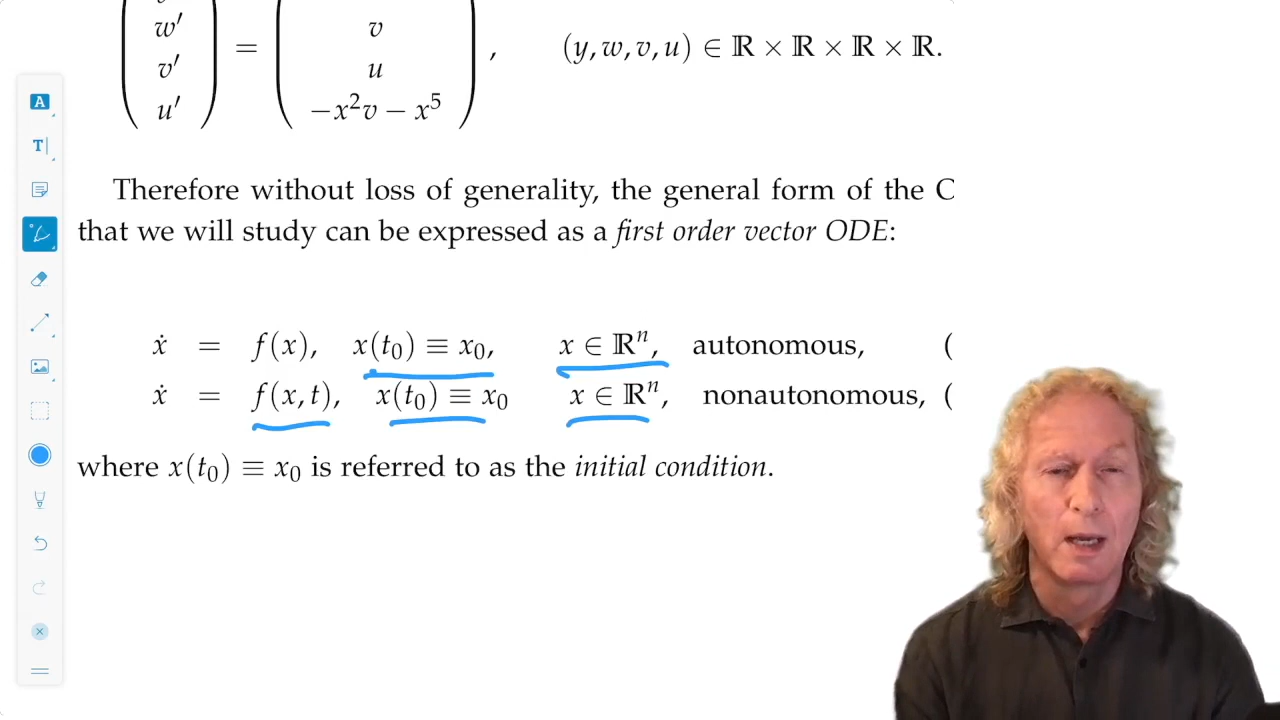 w′
v′
u′
=
v
u
−x²v − x⁵
, (y, w, v, u) ∈ ℝ × ℝ × ℝ × ℝ.
Therefore without loss of generality, the general form of the
that we will study can be expressed as a first order vector ODE:
ẋ = f(x), x(t₀) ≡ x₀, x ∈ ℝⁿ, autonomous, (
ẋ = f(x, t), x(t₀) ≡ x₀ x ∈ ℝⁿ, nonautonomous, (
where x(t₀) ≡ x₀ is referred to as the initial condition.
A
T